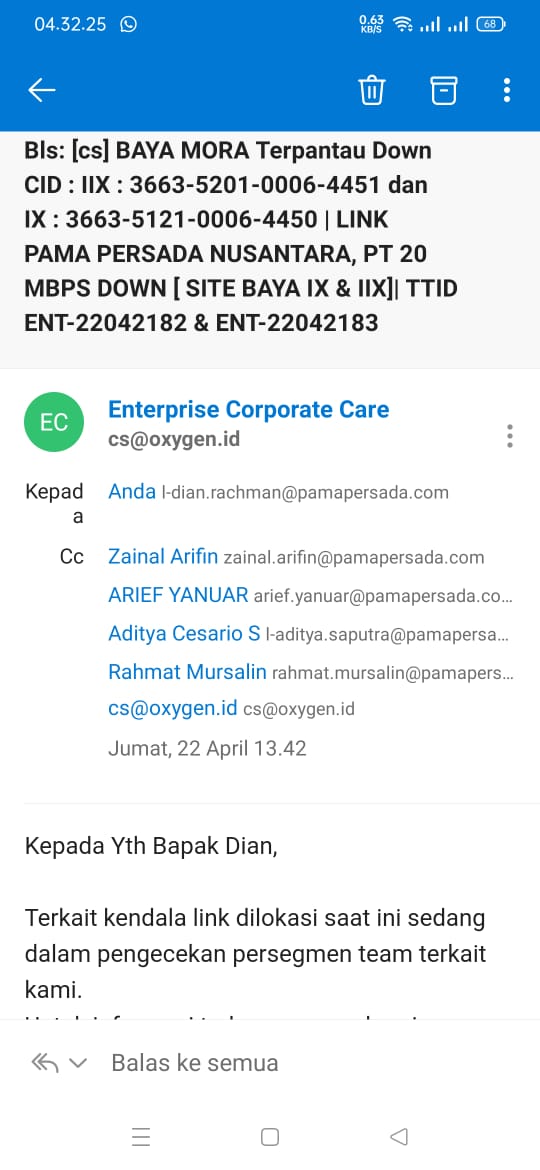 04.32.25
0.63
KB/S
68
Bls: [cs] BAYA MORA Terpantau Down
CID : IIX : 3663-5201-0006-4451 dan
IX : 3663-5121-0006-4450 | LINK
PAMA PERSADA NUSANTARA, PT 20
MBPS DOWN [ SITE BAYA IX & IIX]| TTID
ENT-22042182 & ENT-22042183
EC
Enterprise Corporate Care
cs@oxygen.id
Kepad
a
Anda l-dian.rachman@pamapersada.com
Cc
Zainal Arifin zainal.arifin@pamapersada.com
ARIEF YANUAR arief.yanuar@pamapersada.co...
Aditya Cesario S l-aditya.saputra@pamapersa...
Rahmat Mursalin rahmat.mursalin@pamapers...
cs@oxygen.id cs@oxygen.id
Jumat, 22 April 13.42
Kepada Yth Bapak Dian,
Terkait kendala link dilokasi saat ini sedang
dalam pengecekan persegmen team terkait
kami.
Balas ke semua